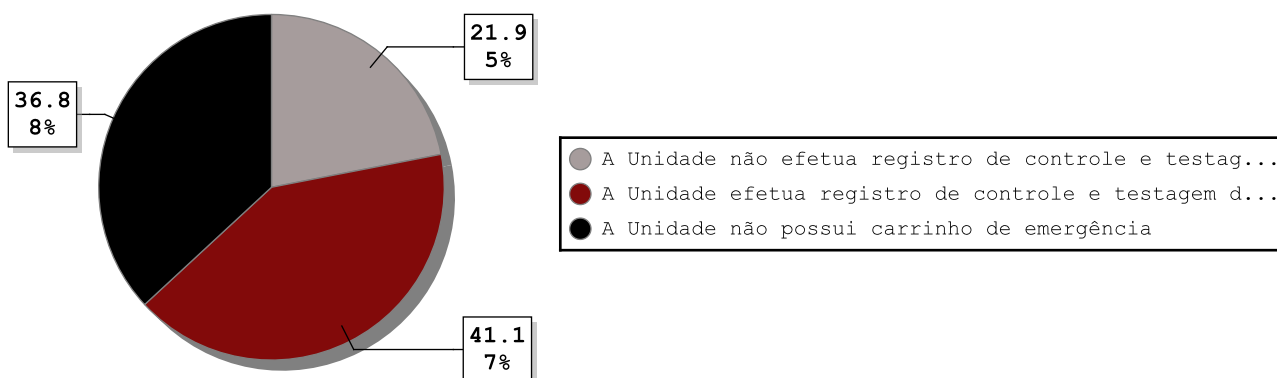 21.9
5%
36.8
8%
A Unidade não efetua registro de controle e testag...
A Unidade efetua registro de controle e testagem d...
A Unidade não possui carrinho de emergência
41.1
7%